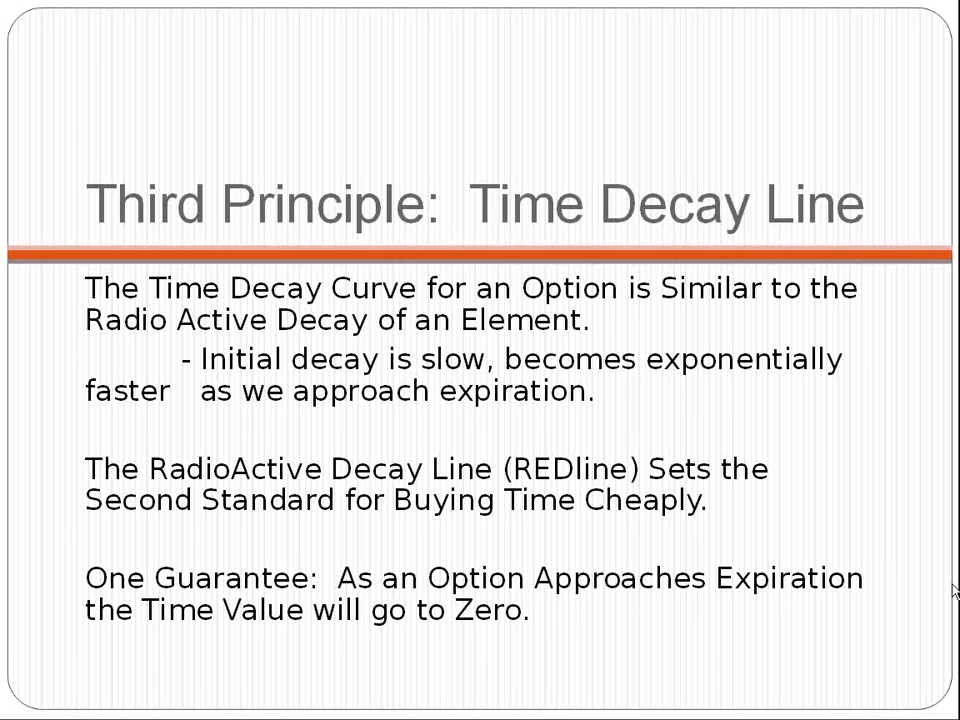 Third Principle:  Time Decay Line
The Time Decay Curve for an Option is Similar to the
Radio Active Decay of an Element.
- Initial decay is slow, becomes exponentially
faster   as we approach expiration.
The RadioActive Decay Line (REDline) Sets the
Second Standard for Buying Time Cheaply.
One Guarantee:  As an Option Approaches Expiration
the Time Value will go to Zero.